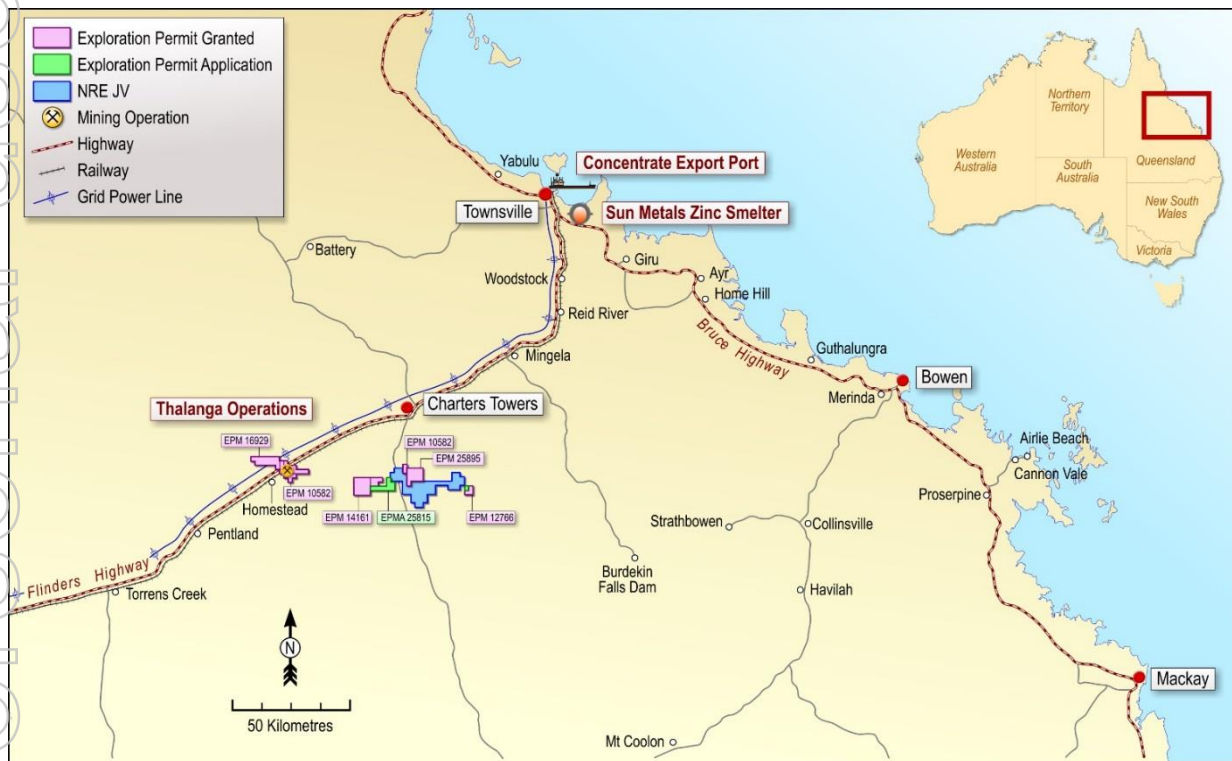 Exploration Permit Granted
Exploration Permit Application
NRE JV
Mining Operation
Highway
Railway
Grid Power Line
Northern
Territory
Western
Australia
South
Australia
Queensland
New South
Wales
Victoria
Yabulu
Concentrate Export Port
Townsville
Sun Metals Zinc Smelter
Battery
Giru
Woodstock
Ayr
Home Hill
Reid River
Bruce Highway
Mingela
Guthalungra
Bowen
Merinda
Thalanga Operations
Charters Towers
EPM 16929
EPM 10582
EPM 25895
EPM 10582
Homestead
EPM 14161
EPMA 25815
EPM 12766
Airlie Beach
Cannon Vale
Proserpine
Strathbowen
Collinsville
Pentland
Burdekin
Falls Dam
Havilah
Flinders Highway
Torrens Creek
N
50 Kilometres
Mackay
Mt Coolon